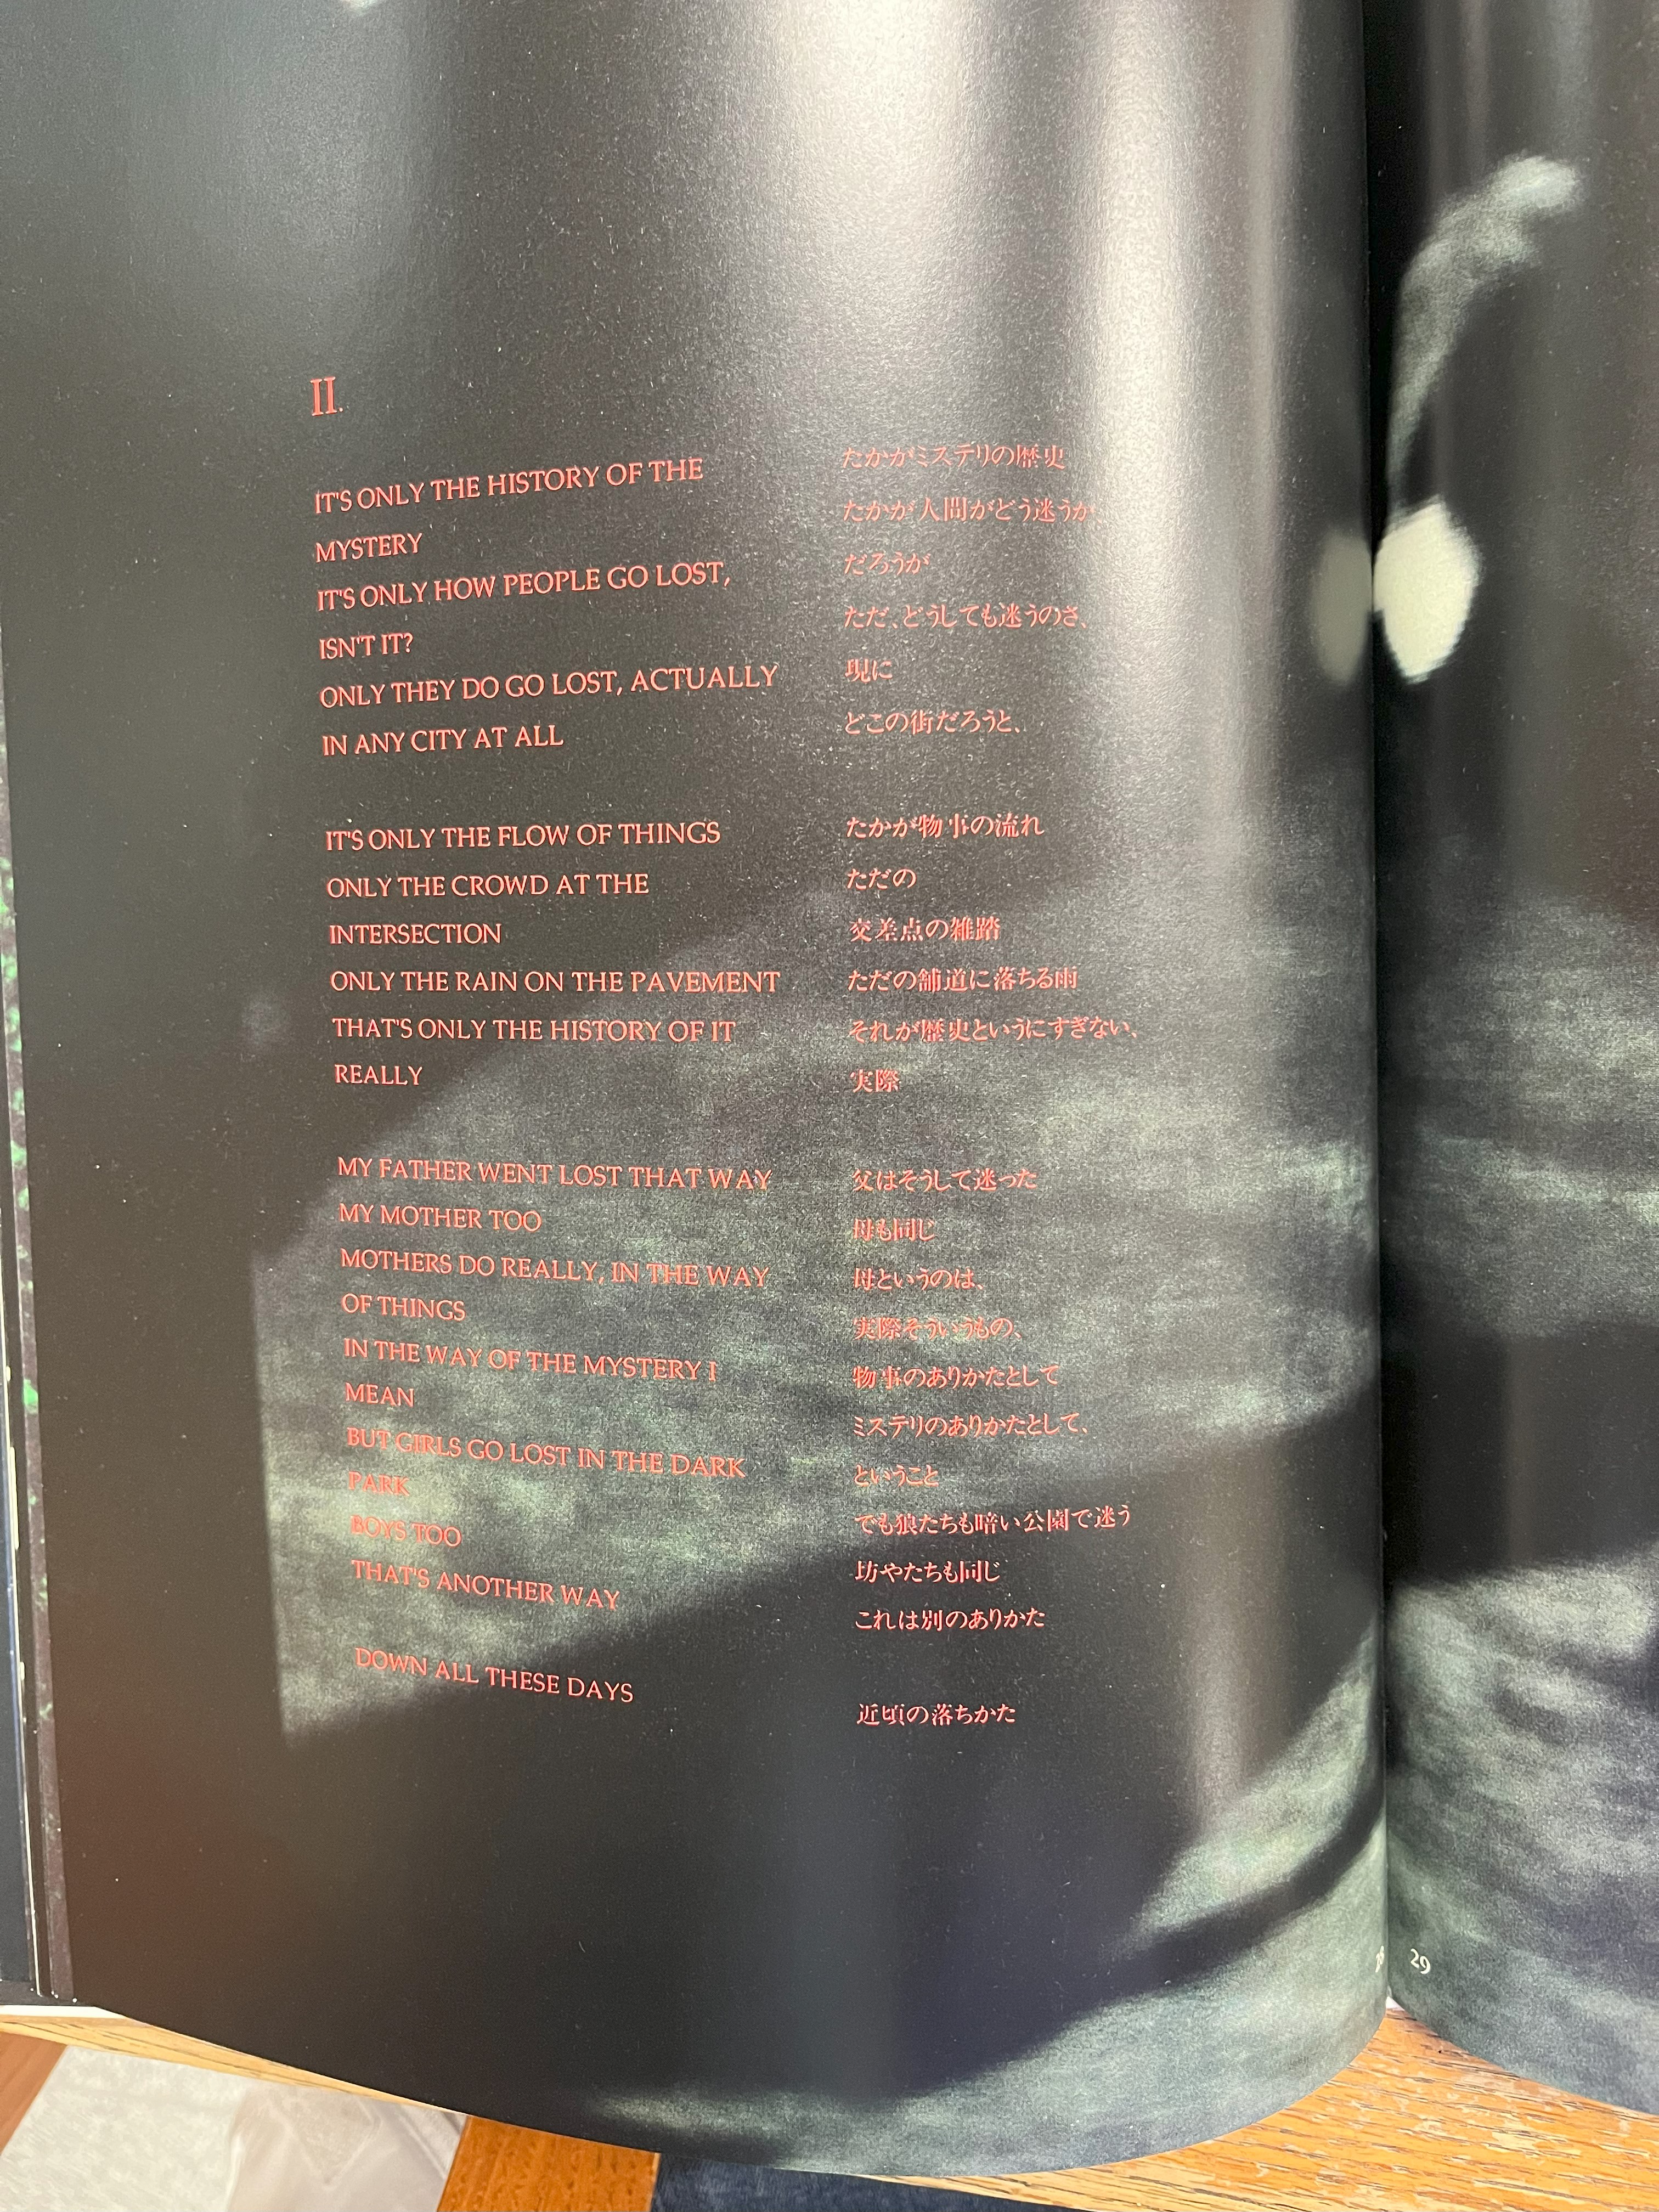 II.
IT'S ONLY THE HISTORY OF THE
MYSTERY
IT'S ONLY HOW PEOPLE GO LOST,
ISN'T IT?
ONLY THEY DO GO LOST, ACTUALLY
IN ANY CITY AT ALL
IT'S ONLY THE FLOW OF THINGS
ONLY THE CROWD AT THE
INTERSECTION
ONLY THE RAIN ON THE PAVEMENT
THAT'S ONLY THE HISTORY OF IT
REALLY
MY FATHER WENT LOST THAT WAY
MY MOTHER TOO
MOTHERS DO REALLY, IN THE WAY
OF THINGS
IN THE WAY OF THE MYSTERY I
MEAN
BUT GIRLS GO LOST IN THE DARK
PARK
BOYS TOO
THAT'S ANOTHER WAY
DOWN ALL THESE DAYS
たかがミステリの歴史
たかが人間がどう迷うか
だろうが
ただ、どうしても迷うのさ、
現に
どこの街だろうと、
たかが物事の流れ
ただの
交差点の雑踏
ただの舗道に落ちる雨
それが歴史というにすぎない、
実際
父はそうして迷った
母も同じ
母というのは、
実際そういうもの、
物事のありかたとして
ミステリのありかたとして、
ということ
でも狼たちも暗い公園で迷う
坊やたちも同じ
これは別のありかた
近頃の落ちかた
29